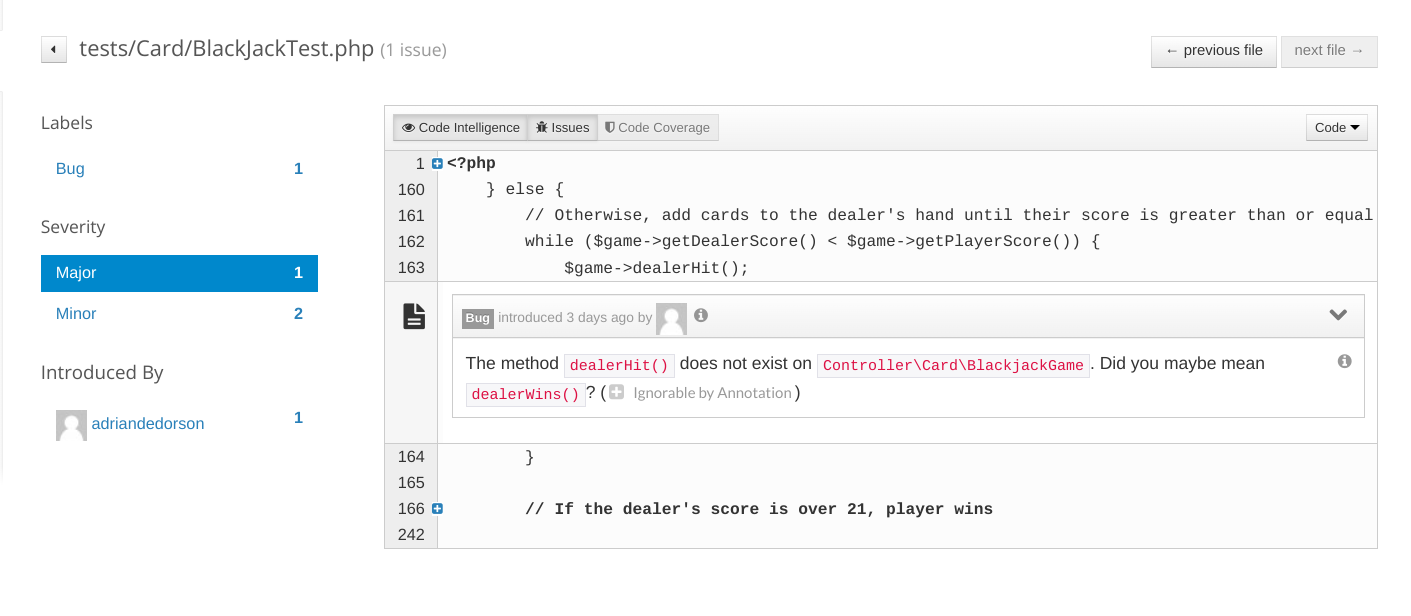 tests/Card/BlackJackTest.php (1 issue)
← previous file
next file →
Labels
Bug 1
Severity
Major 1
Minor 2
Introduced By
adriandedorson 1
Code Intelligence Issues Code Coverage
Code
1 <?php
160 } else {
161 // Otherwise, add cards to the dealer's hand until their score is greater than or equal
162 while ($game->getDealerScore() < $game->getPlayerScore()) {
163 $game->dealerHit();
Bug introduced 3 days ago by
The method dealerHit() does not exist on Controller\Card\BlackjackGame. Did you maybe mean
dealerWins()? ( Ignorable by Annotation)
164 }
165
166 // If the dealer's score is over 21, player wins
242